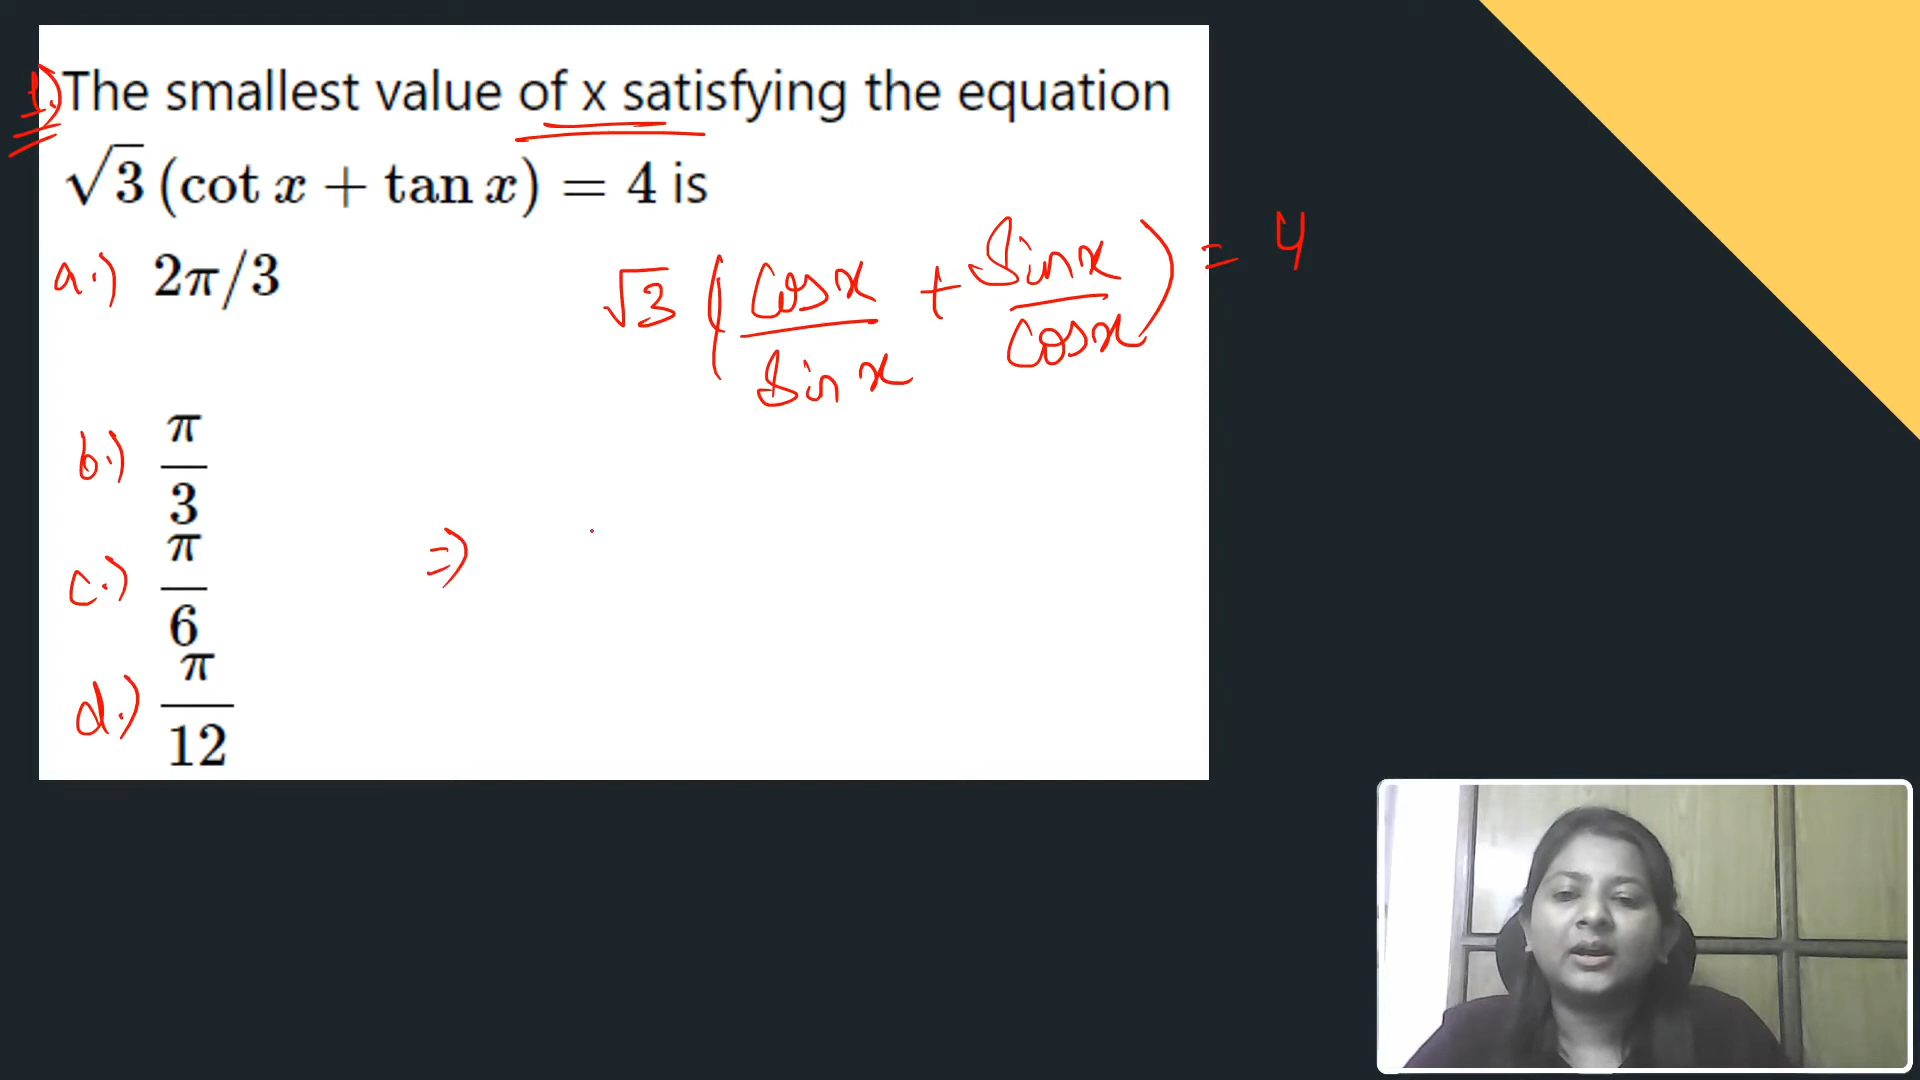 1.) The smallest value of x satisfying the equation
√3 (cot x + tan x) = 4 is
a.) 2π/3
√3 ( cos x / sin x + sin x / cos x ) = 4
b.) π/3
c.) π/6
⇒
d.) π/12